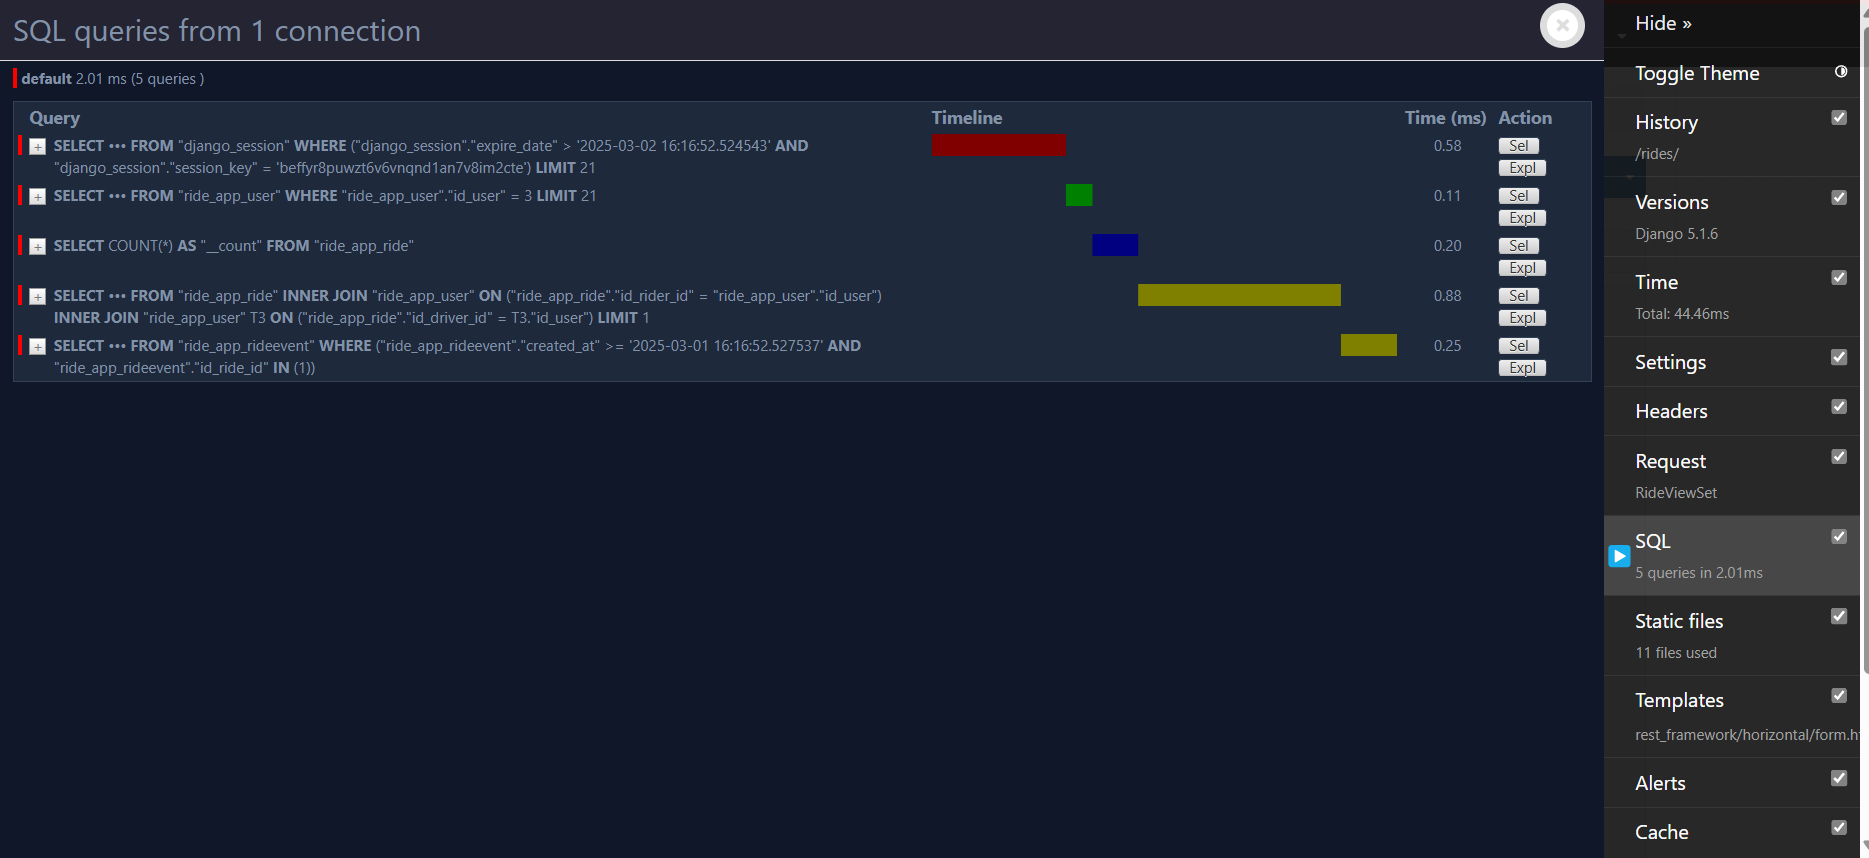 SQL queries from 1 connection
default 2.01 ms (5 queries )
Query Timeline Time (ms) Action
SELECT ••• FROM "django_session" WHERE ("django_session"."expire_date" > '2025-03-02 16:16:52.524543' AND 0.58 Sel
"django_session"."session_key" = 'beffyr8puwzt6v6vnqnd1an7v8im2cte') LIMIT 21 Expl
+ SELECT ••• FROM "ride_app_user" WHERE "ride_app_user"."id_user" = 3 LIMIT 21 0.11 Sel
Expl
+ SELECT COUNT(*) AS "__count" FROM "ride_app_ride" 0.20 Sel
Expl
+ SELECT ••• FROM "ride_app_ride" INNER JOIN "ride_app_user" ON ("ride_app_ride"."id_rider_id" = "ride_app_user"."id_user") 0.88 Sel
INNER JOIN "ride_app_user" T3 ON ("ride_app_ride"."id_driver_id" = T3."id_user") LIMIT 1 Expl
+ SELECT ••• FROM "ride_app_rideevent" WHERE ("ride_app_rideevent"."created_at" >= '2025-03-01 16:16:52.527537' AND 0.25 Sel
"ride_app_rideevent"."id_ride_id" IN (1)) Expl
Hide »
Toggle Theme
History
/rides/
Versions
Django 5.1.6
Time
Total: 44.46ms
Settings
Headers
Request
RideViewSet
SQL
5 queries in 2.01ms
Static files
11 files used
Templates
rest_framework/horizontal/form.h
Alerts
Cache